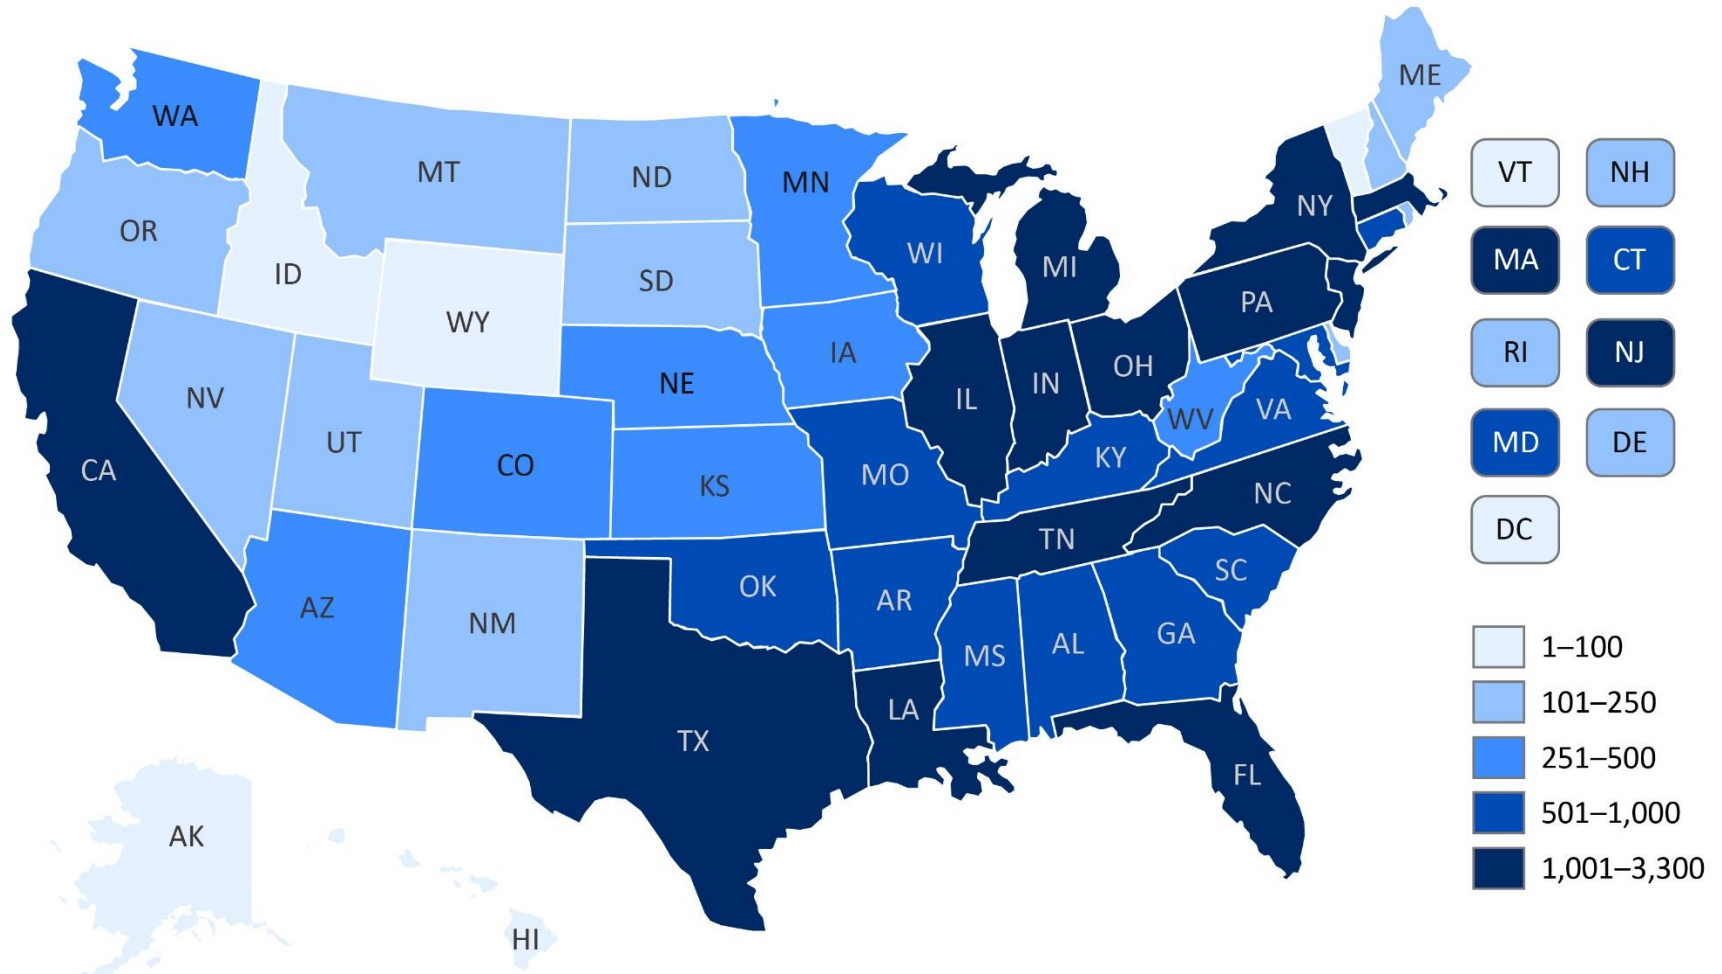 ME
WA
MT
ND
MN
VT NH
OR
NY
WI
MA CT
ID
MI
SD
PA
WY
RI NJ
IA
OH
NE
IN
NV
IL
VA
WV
UT
MD DE
CO
KY
CA
MO
KS
NC
DC
TN
SC
OK
AR
AZ
NM
GA
AL
MS
1–100
LA
101–250
TX
251–500
FL
501–1,000
AK
1,001–3,300
HI